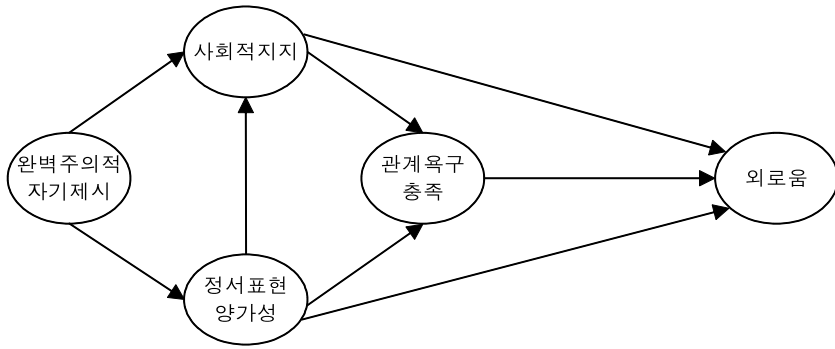 사회적지지
완벽주의적
자기제시
관계욕구
충족
외로움
정서표현
양가성